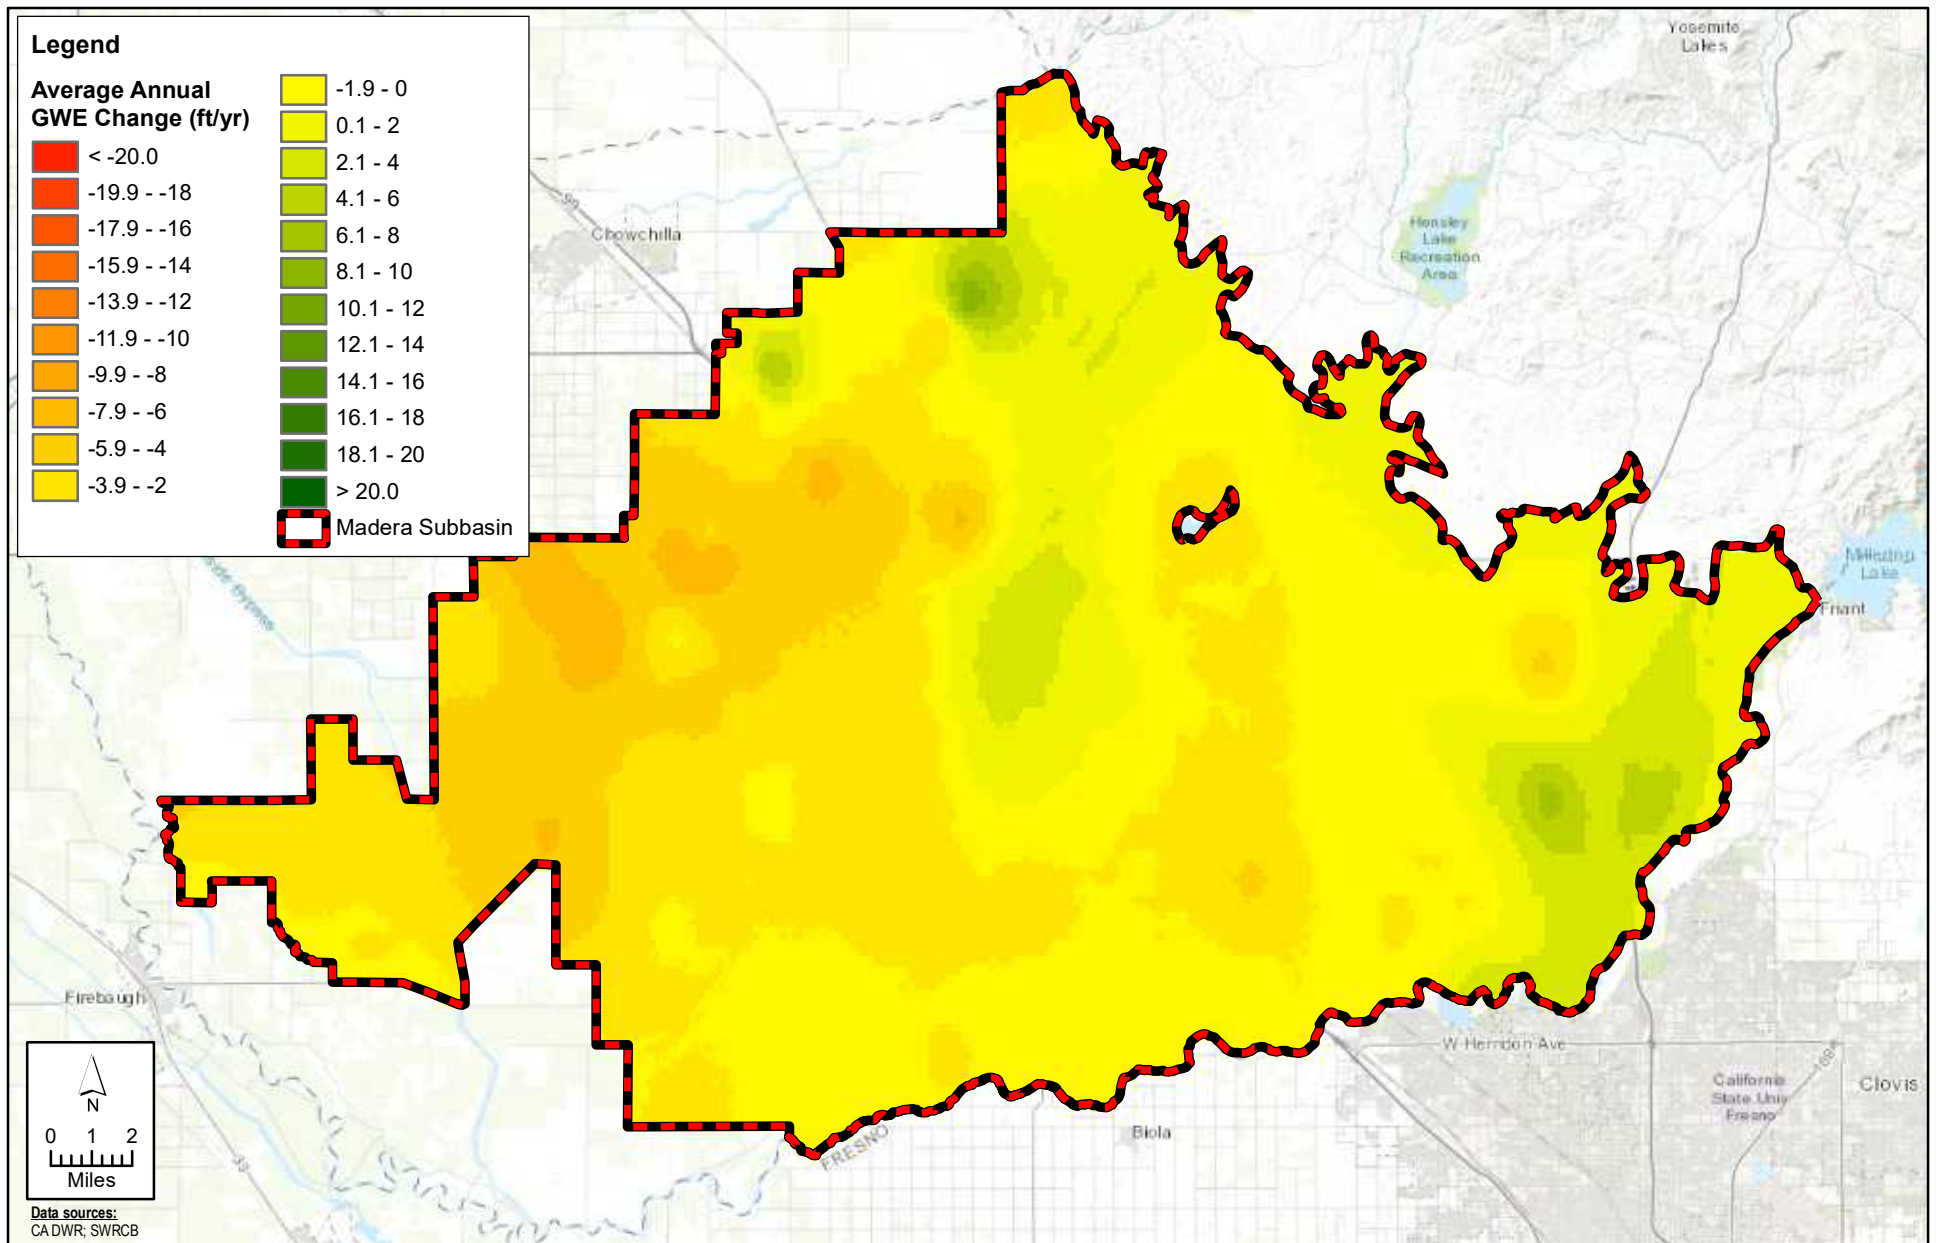 Legend
Average Annual
GWE Change (ft/yr)
< -20.0
-19.9 - -18
-17.9 - -16
-15.9 - -14
-13.9 - -12
-11.9 - -10
-9.9 - -8
-7.9 - -6
-5.9 - -4
-3.9 - -2
-1.9 - 0
0.1 - 2
2.1 - 4
4.1 - 6
6.1 - 8
8.1 - 10
10.1 - 12
12.1 - 14
14.1 - 16
16.1 - 18
18.1 - 20
> 20.0
Madera Subbasin
Yosemite
Lakes
Chowchilla
Hensley
Lake
Recreation
Area
Millerton
Lake
Friant
Bypass
Firebaugh
W Herndon Ave
California
State Univ
Fresno
Clovis
168
Biola
FRESNO
N
0 1 2
Miles
Data sources:
CA DWR; SWRCB